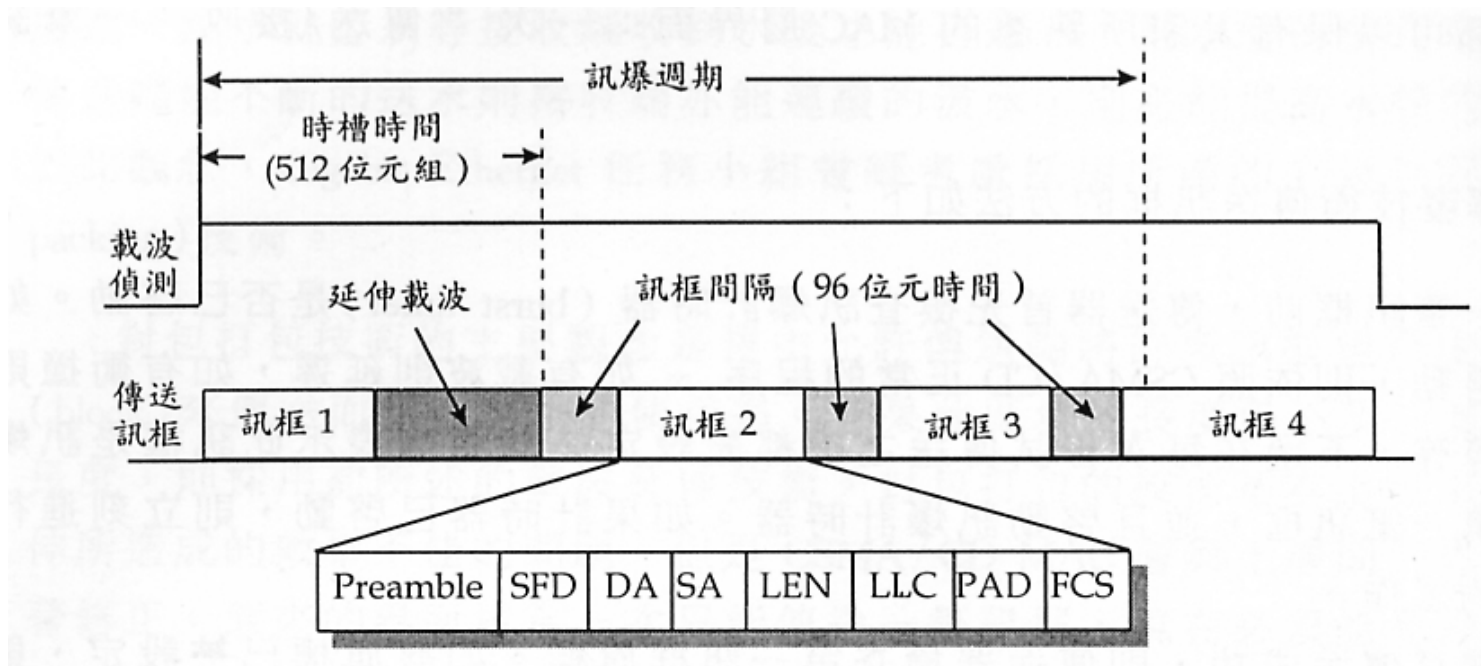 訊爆週期
時槽時間
(512 位元組)
載波
偵測
延伸載波
訊框間隔(96 位元時間)
傳送
訊框
訊框 1
訊框 2
訊框 3
訊框 4
Preamble SFD DA SA LEN LLC PAD FCS